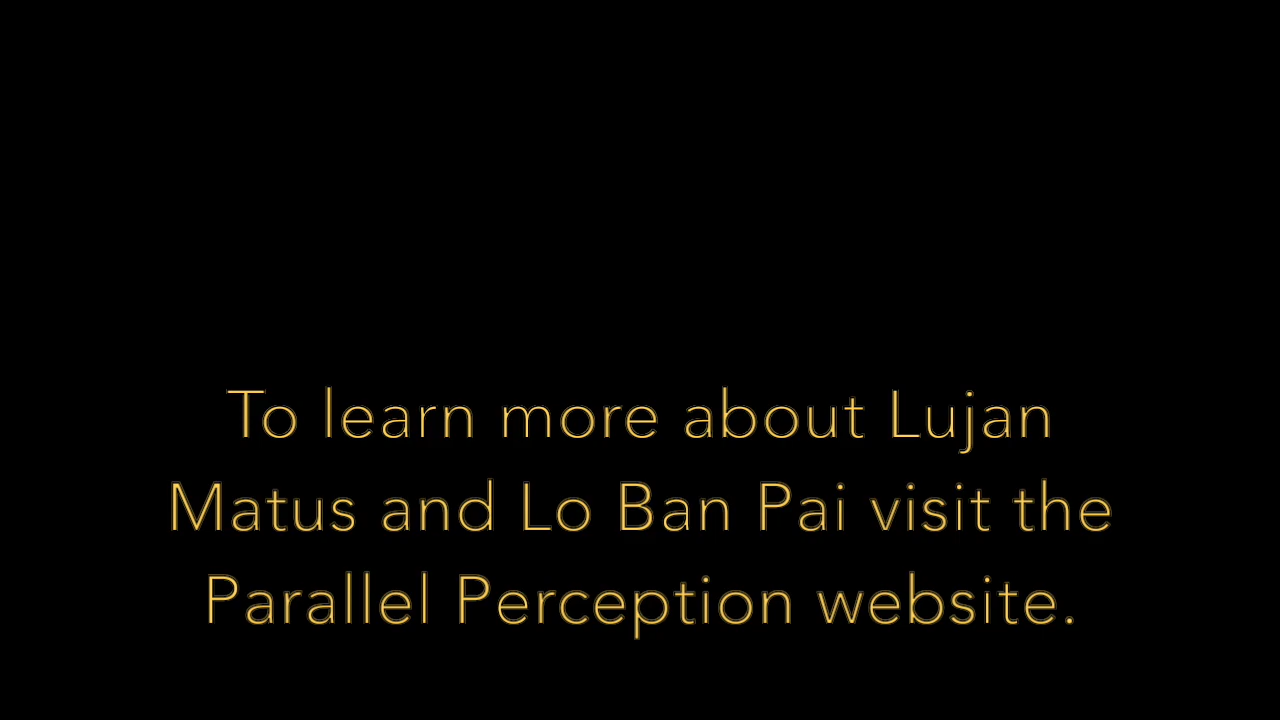 To learn more about Lujan
Matus and Lo Ban Pai visit the
Parallel Perception website.